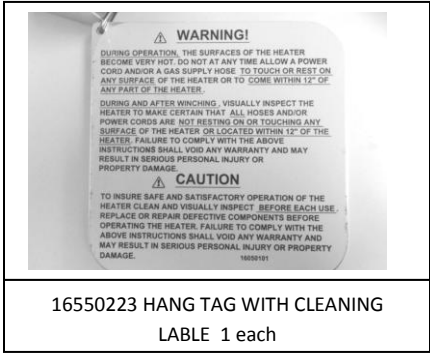 ⚠ WARNING!
DURING OPERATION, THE SURFACES OF THE HEATER
BECOME VERY HOT. DO NOT AT ANY TIME ALLOW A POWER
CORD AND/OR A GAS SUPPLY HOSE TO TOUCH OR REST ON
ANY SURFACE OF THE HEATER OR TO COME WITHIN 12" OF
ANY PART OF THE HEATER.
DURING AND AFTER WINCHING, VISUALLY INSPECT THE
HEATER TO MAKE CERTAIN THAT ALL HOSES AND/OR
POWER CORDS ARE NOT RESTING ON OR TOUCHING ANY
SURFACE OF THE HEATER OR LOCATED WITHIN 12" OF THE
HEATER. FAILURE TO COMPLY WITH THE ABOVE
INSTRUCTIONS SHALL VOID ANY WARRANTY AND MAY
RESULT IN SERIOUS PERSONAL INJURY OR
PROPERTY DAMAGE.
⚠ CAUTION
TO INSURE SAFE AND SATISFACTORY OPERATION OF THE
HEATER CLEAN AND VISUALLY INSPECT BEFORE EACH USE.
REPLACE OR REPAIR DEFECTIVE COMPONENTS BEFORE
OPERATING THE HEATER. FAILURE TO COMPLY WITH THE
ABOVE INSTRUCTIONS SHALL VOID ANY WARRANTY AND
MAY RESULT IN SERIOUS PERSONAL INJURY OR PROPERTY
DAMAGE. 16050101
16550223 HANG TAG WITH CLEANING
LABLE 1 each